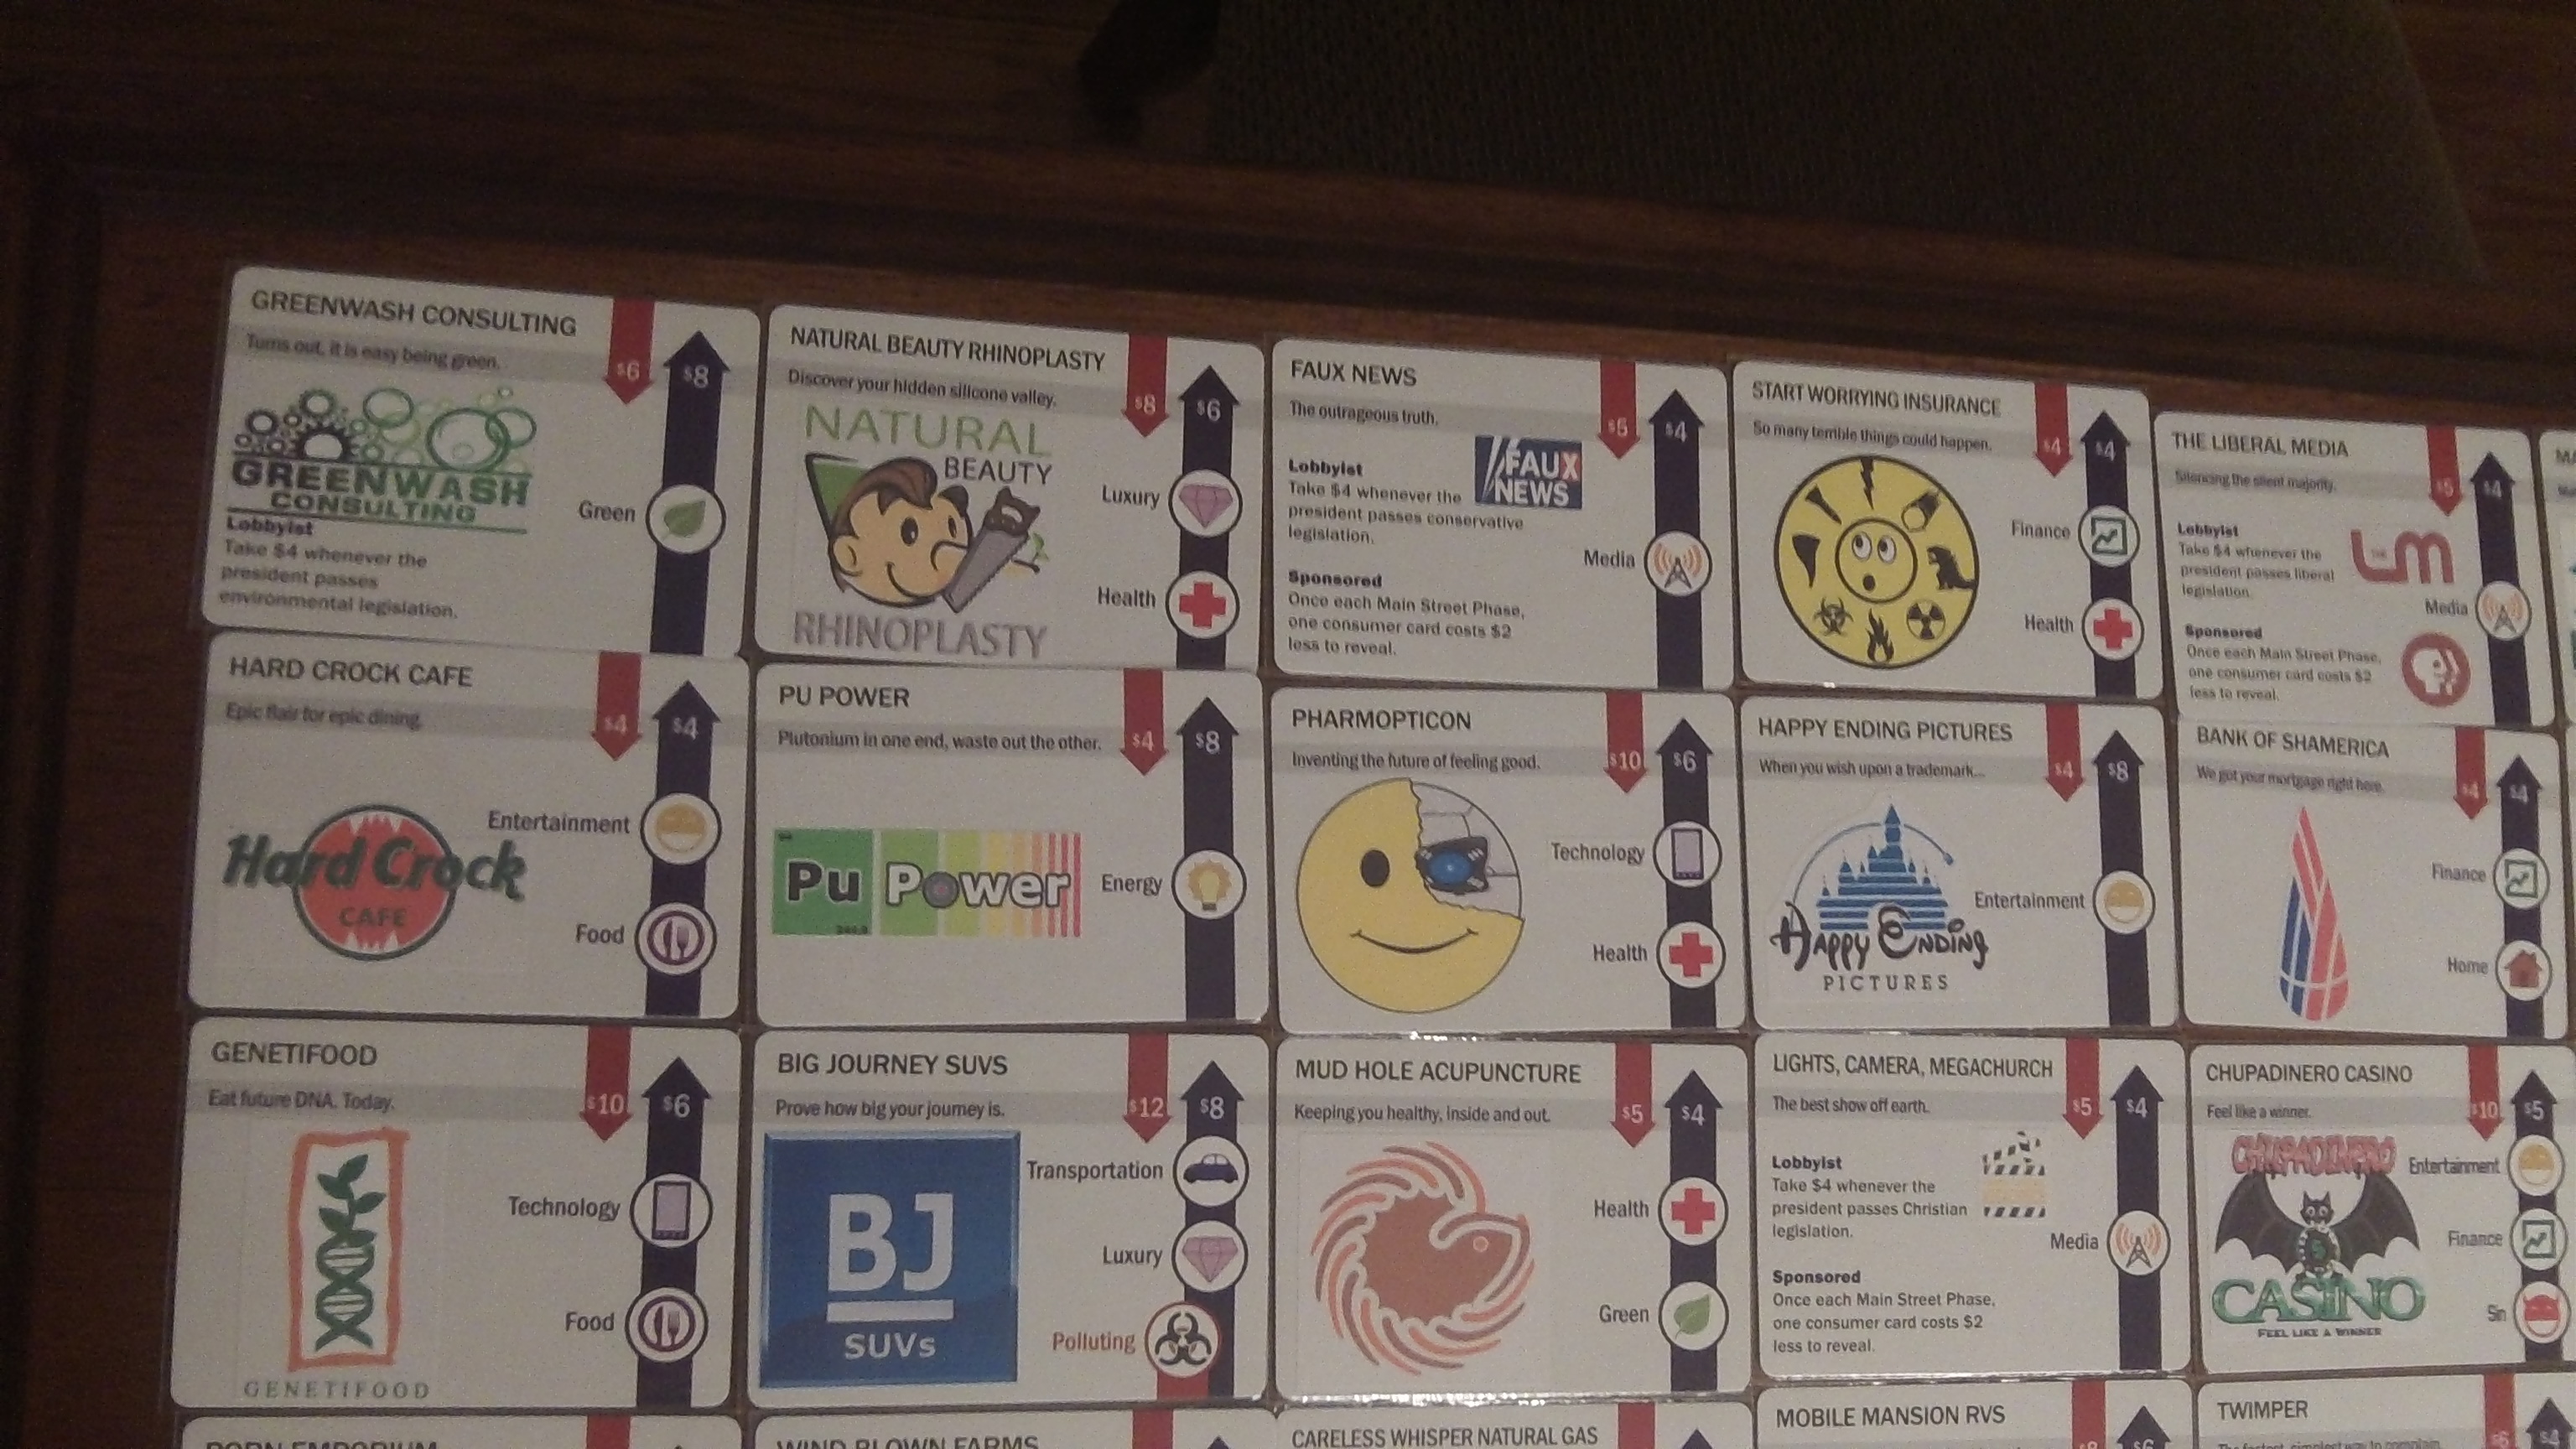 GREENWASH CONSULTING
Turns out, it is easy being green.
$6
$8
GREENWASH
CONSULTING
Green
Lobbyist
Take $4 whenever the
president passes
environmental legislation.
NATURAL BEAUTY RHINOPLASTY
Discover your hidden silicone valley.
$8
$6
NATURAL
BEAUTY
RHINOPLASTY
Luxury
Health
FAUX NEWS
The outrageous truth.
$5
$4
FAUX
NEWS
Lobbyist
Take $4 whenever the
president passes conservative
legislation.
Media
Sponsored
Once each Main Street Phase,
one consumer card costs $2
less to reveal.
START WORRYING INSURANCE
So many terrible things could happen.
$4
$4
Finance
Health
THE LIBERAL MEDIA
Silencing the silent majority.
$5
$4
Lobbyist
Take $4 whenever the
president passes liberal
legislation.
THE
LM
Media
Sponsored
Once each Main Street Phase,
one consumer card costs $2
less to reveal.
HARD CROCK CAFE
Epic flair for epic dining.
$4
$4
Hard Crock
CAFE
Entertainment
Food
PU POWER
Plutonium in one end, waste out the other.
$4
$8
Pu Power
Energy
PHARMOPTICON
Inventing the future of feeling good.
$10
$6
Technology
Health
HAPPY ENDING PICTURES
When you wish upon a trademark...
$4
$8
HAPPY ENDING
PICTURES
Entertainment
BANK OF SHAMERICA
We got your mortgage right here.
$4
$4
Finance
Home
GENETIFOOD
Eat future DNA. Today.
$10
$6
Technology
Food
GENETIFOOD
BIG JOURNEY SUVS
Prove how big your journey is.
$12
$8
BJ
SUVs
Transportation
Luxury
Polluting
MUD HOLE ACUPUNCTURE
Keeping you healthy, inside and out.
$5
$4
Health
Green
LIGHTS, CAMERA, MEGACHURCH
The best show off earth.
$5
$4
Lobbyist
Take $4 whenever the
president passes Christian
legislation.
Media
Sponsored
Once each Main Street Phase,
one consumer card costs $2
less to reveal.
CHUPADINERO CASINO
Feel like a winner.
$10
$5
CHUPADINERO
CASINO
FEEL LIKE A WINNER
Entertainment
Finance
Sin
PORN EMPORIUM
WIND BLOWN FARMS
CARELESS WHISPER NATURAL GAS
MOBILE MANSION RVS
$8
$6
TWIMPER
$6
$4